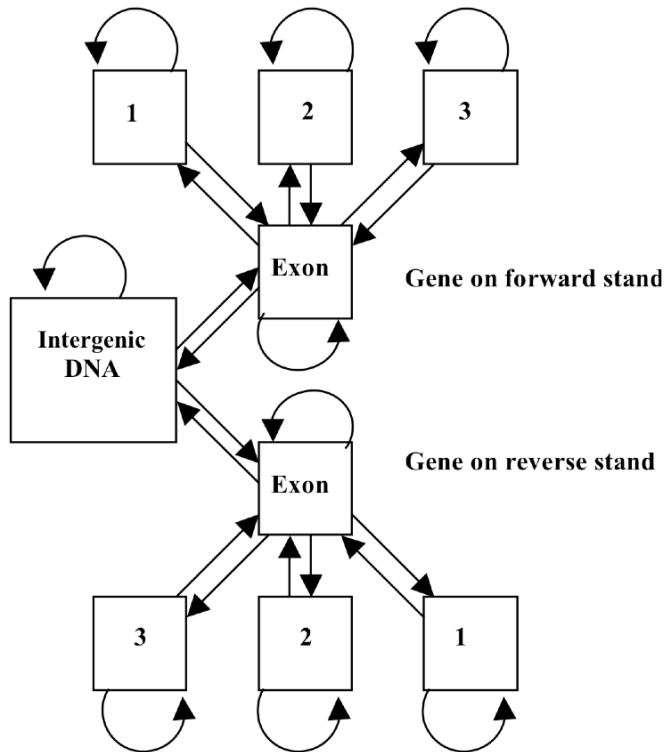 1
2
3
Exon
Gene on forward stand
Intergenic
DNA
Exon
Gene on reverse stand
3
2
1